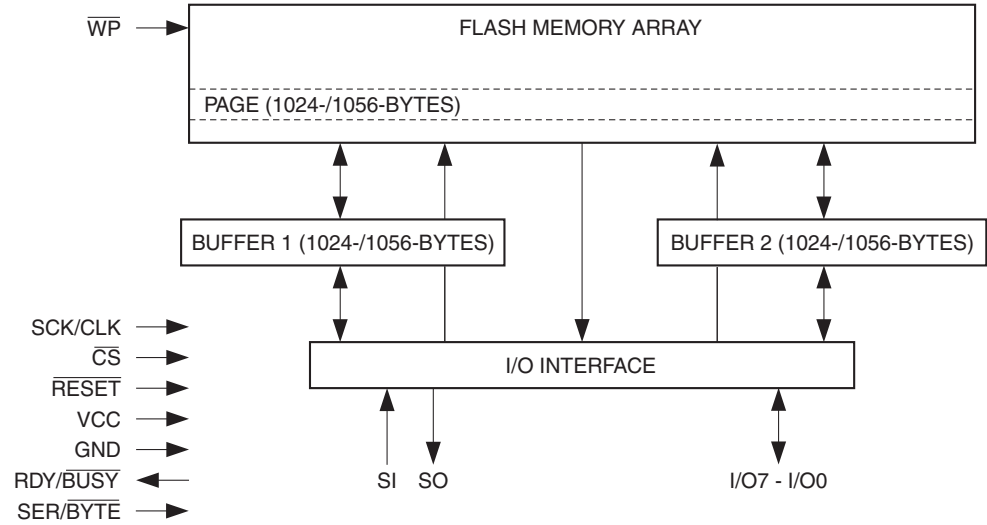 WP
FLASH MEMORY ARRAY
PAGE (1024-/1056-BYTES)
BUFFER 1 (1024-/1056-BYTES)
BUFFER 2 (1024-/1056-BYTES)
SCK/CLK
CS
RESET
VCC
GND
RDY/BUSY
SER/BYTE
I/O INTERFACE
SI
SO
I/O7 - I/O0